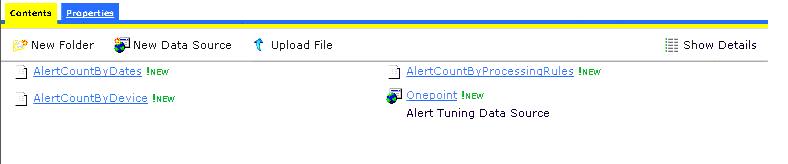 Contents Properties
New Folder New Data Source Upload File Show Details
AlertCountByDates !NEW AlertCountByProcessingRules !NEW
AlertCountByDevice !NEW Onepoint !NEW
Alert Tuning Data Source